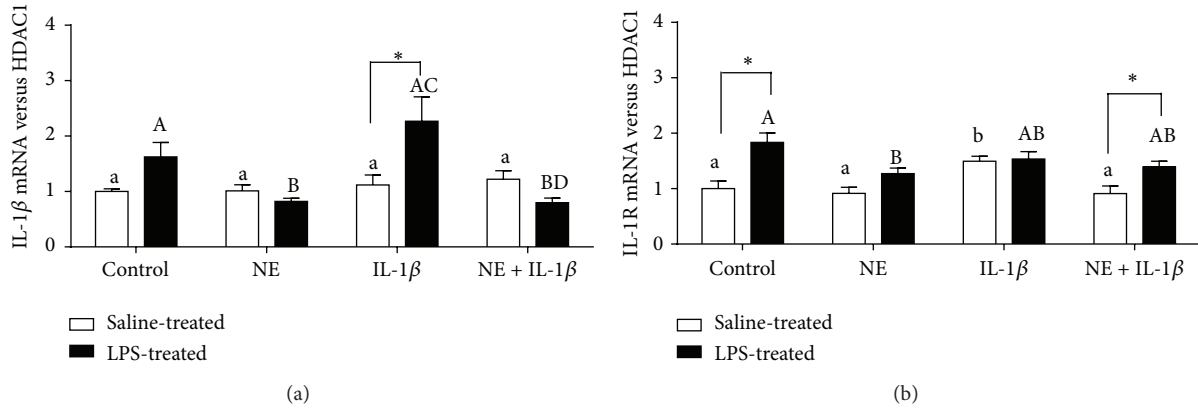 IL-1β mRNA versus HDAC1
4
3
2
1
0
a
A
a
B
*
a
AC
a
BD
Control
NE
IL-1β
NE + IL-1β
Saline-treated
LPS-treated
(a)
IL-1R mRNA versus HDAC1
4
3
2
1
0
*
a
A
a
B
b
AB
*
a
AB
Control
NE
IL-1β
NE + IL-1β
Saline-treated
LPS-treated
(b)